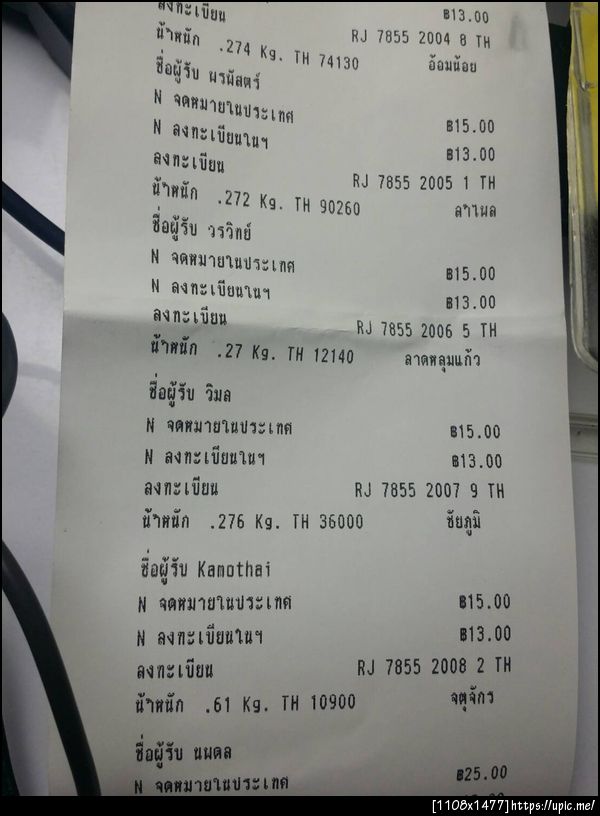 ลงทะเบียน ฿13.00
น้ำหนัก .274 Kg. TH 74130 RJ 7855 2004 8 TH
ชื่อผู้รับ พรพัสตร์ อ้อมน้อย
N จดหมายในประเทศ
N ลงทะเบียนในฯ ฿15.00
ลงทะเบียน ฿13.00
น้ำหนัก .272 Kg. TH 90260 RJ 7855 2005 1 TH
ชื่อผู้รับ วรวิทย์ ลำไพล
N จดหมายในประเทศ
N ลงทะเบียนในฯ ฿15.00
ลงทะเบียน ฿13.00
น้ำหนัก .27 Kg. TH 12140 RJ 7855 2006 5 TH
ลาดหลุมแก้ว
ชื่อผู้รับ วิมล
N จดหมายในประเทศ ฿15.00
N ลงทะเบียนในฯ ฿13.00
ลงทะเบียน RJ 7855 2007 9 TH
น้ำหนัก .276 Kg. TH 36000 ชัยภูมิ
ชื่อผู้รับ Kamothai
N จดหมายในประเทศ ฿15.00
N ลงทะเบียนในฯ ฿13.00
ลงทะเบียน RJ 7855 2008 2 TH
น้ำหนัก .61 Kg. TH 10900 จตุจักร
ชื่อผู้รับ นพดล
N จดหมายในประเทศ ฿25.00
[1108x1477]https://upic.me/